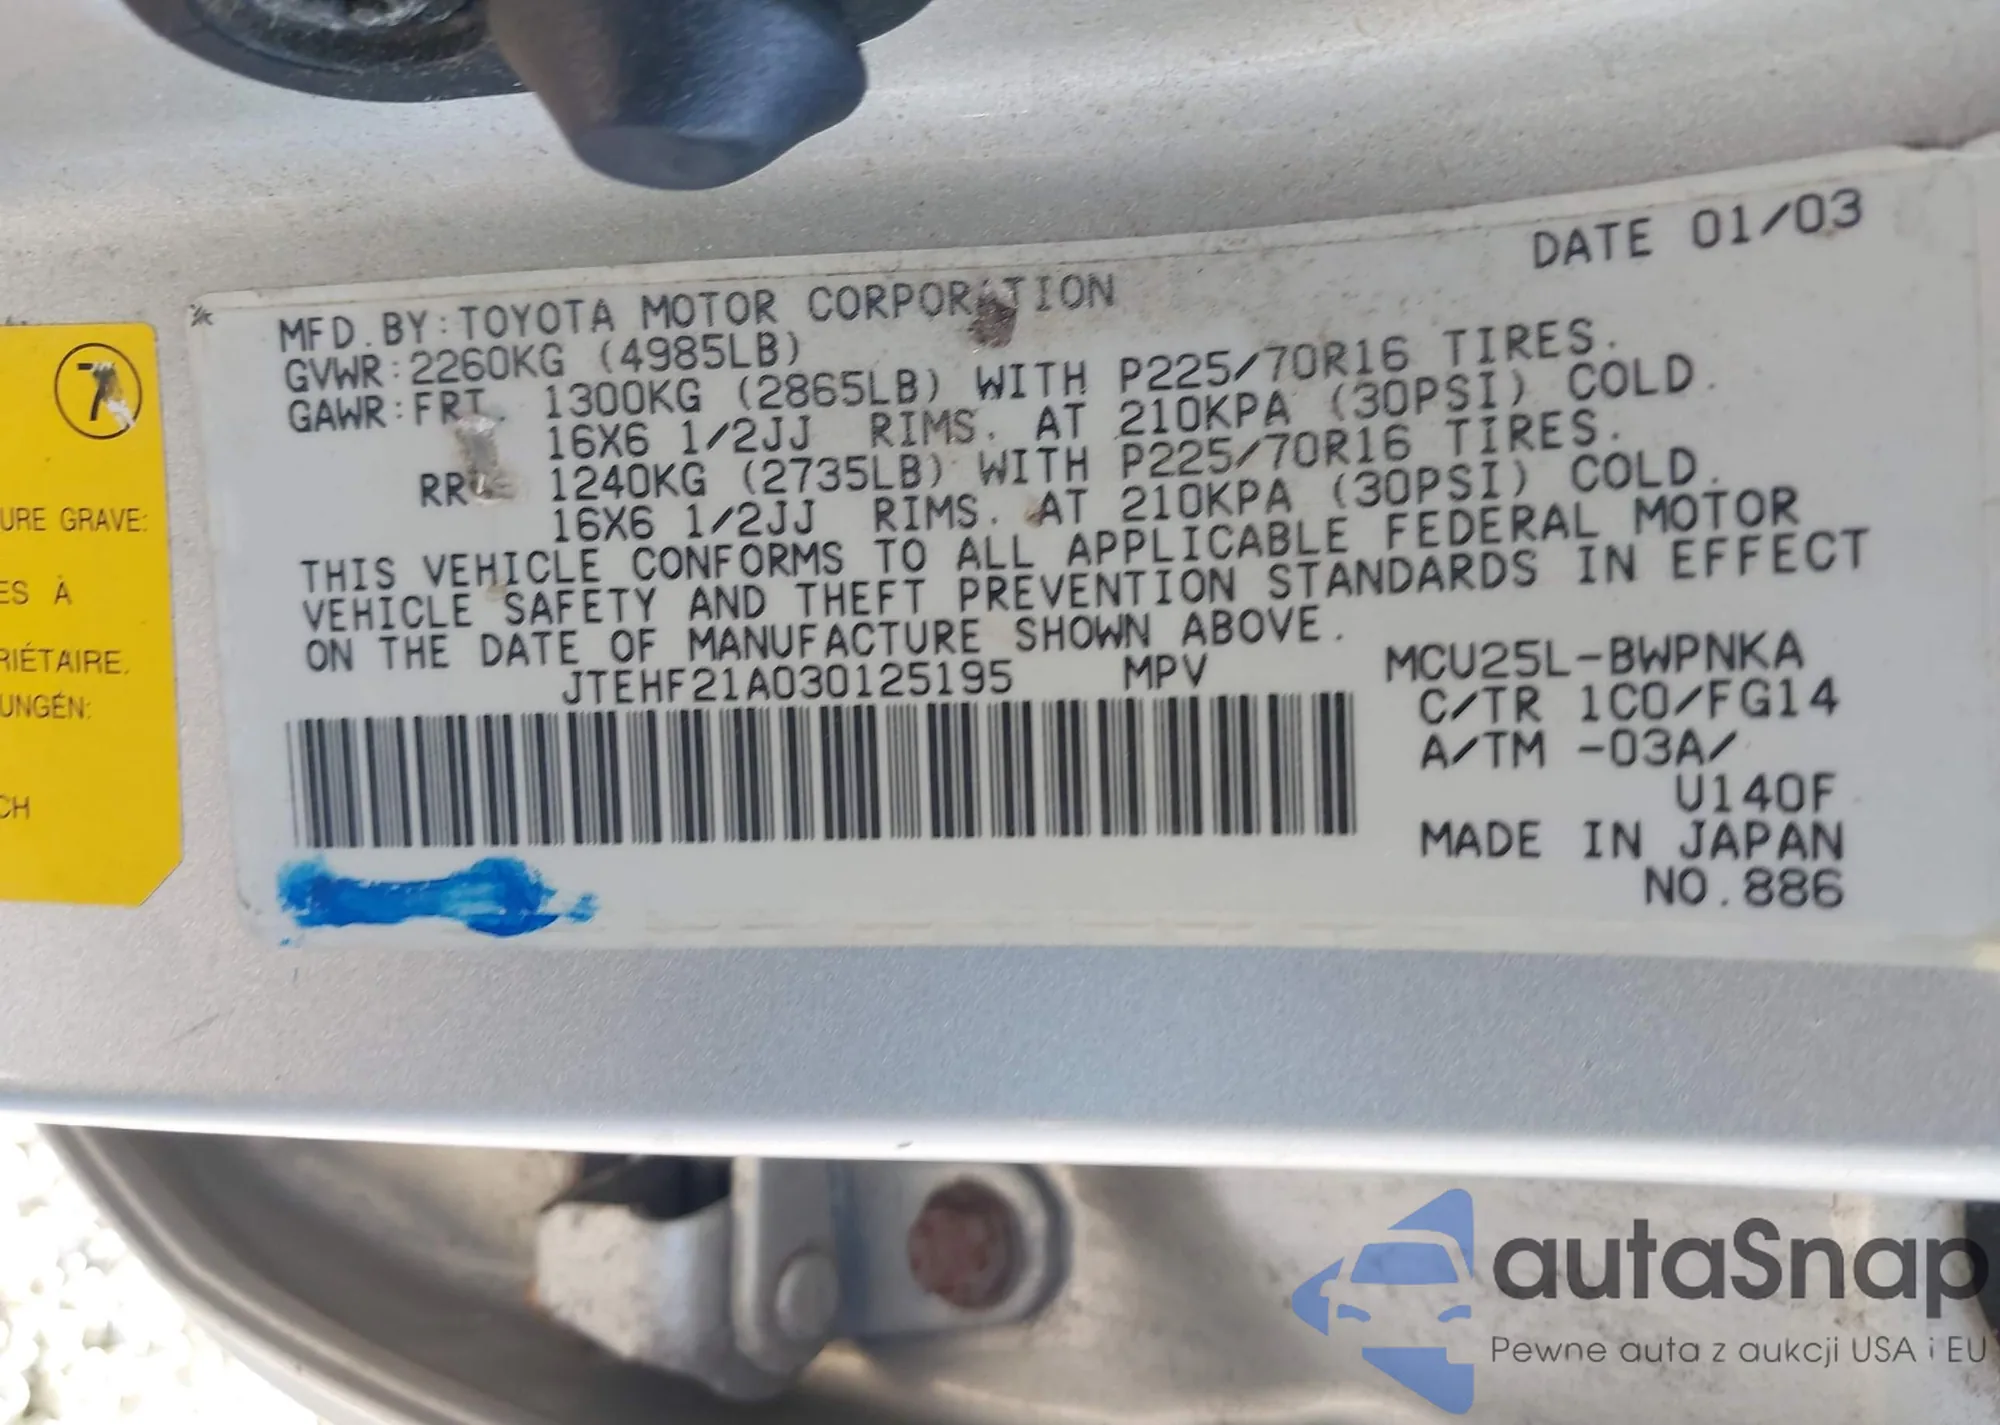 7
URE GRAVE:
ES À
RIÉTAIRE.
UNGEN:
CH
DATE 01/03
MFD.BY:TOYOTA MOTOR CORPORATION
GVWR:2260KG (4985LB)
GAWR:FRT. 1300KG (2865LB) WITH P225/70R16 TIRES.
16X6 1/2JJ RIMS. AT 210KPA (30PSI) COLD.
RR 1240KG (2735LB) WITH P225/70R16 TIRES.
16X6 1/2JJ RIMS. AT 210KPA (30PSI) COLD.
THIS VEHICLE CONFORMS TO ALL APPLICABLE FEDERAL MOTOR
VEHICLE SAFETY AND THEFT PREVENTION STANDARDS IN EFFECT
ON THE DATE OF MANUFACTURE SHOWN ABOVE.
JTEHF21A030125195 MPV
MCU25L-BWPNKA
C/TR 1C0/FG14
A/TM -03A/
U140F
MADE IN JAPAN
NO.886
autaSnap
Pewne auta z aukcji USA i EU